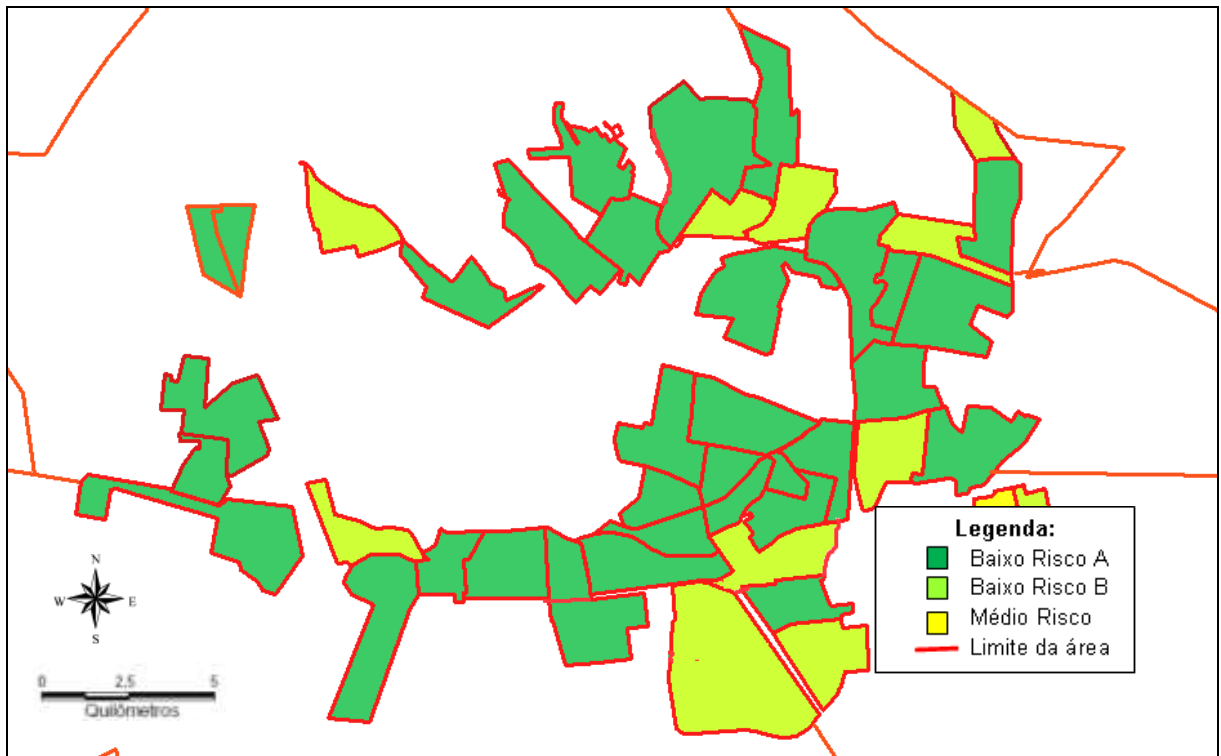 Legenda:
Baixo Risco A
Baixo Risco B
Médio Risco
Limite da área
N
W E
S
0 2,5 5
Quilômetros